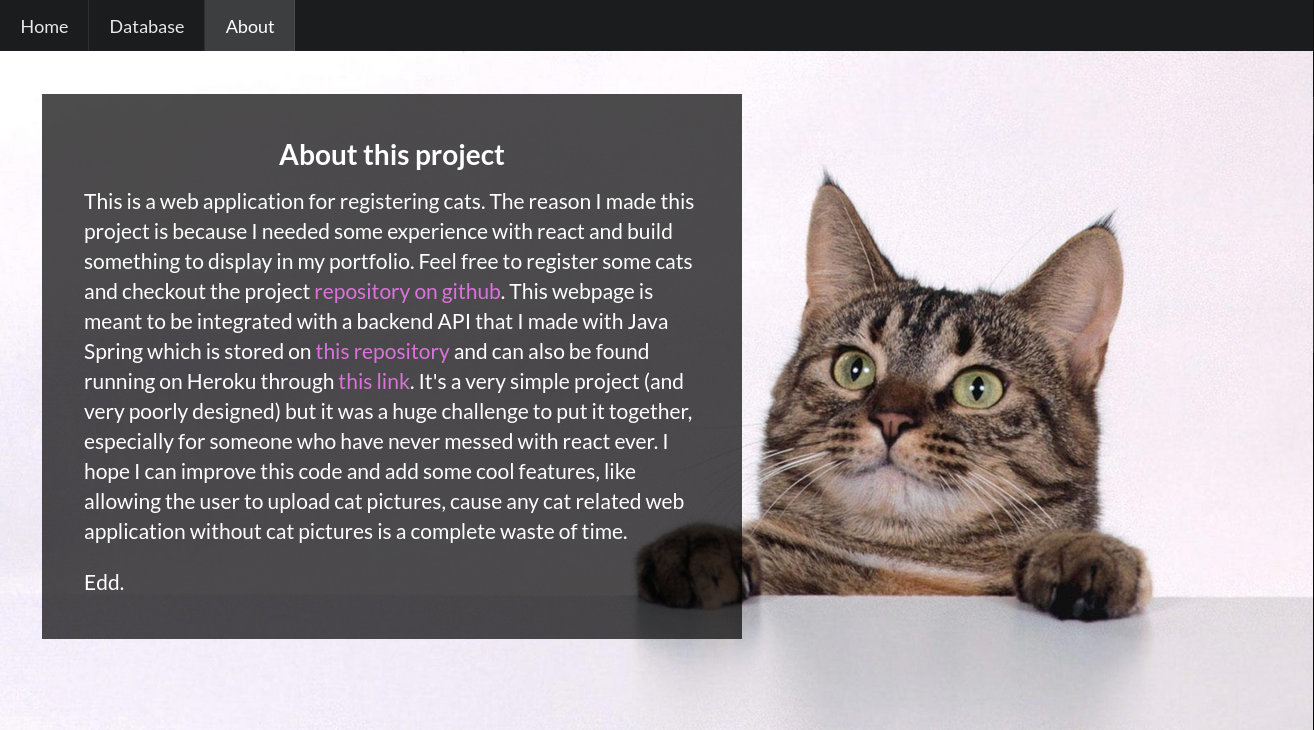 Home Database About
About this project
This is a web application for registering cats. The reason I made this
project is because I needed some experience with react and build
something to display in my portfolio. Feel free to register some cats
and checkout the project repository on github. This webpage is
meant to be integrated with a backend API that I made with Java
Spring which is stored on this repository and can also be found
running on Heroku through this link. It's a very simple project (and
very poorly designed) but it was a huge challenge to put it together,
especially for someone who have never messed with react ever. I
hope I can improve this code and add some cool features, like
allowing the user to upload cat pictures, cause any cat related web
application without cat pictures is a complete waste of time.
Edd.